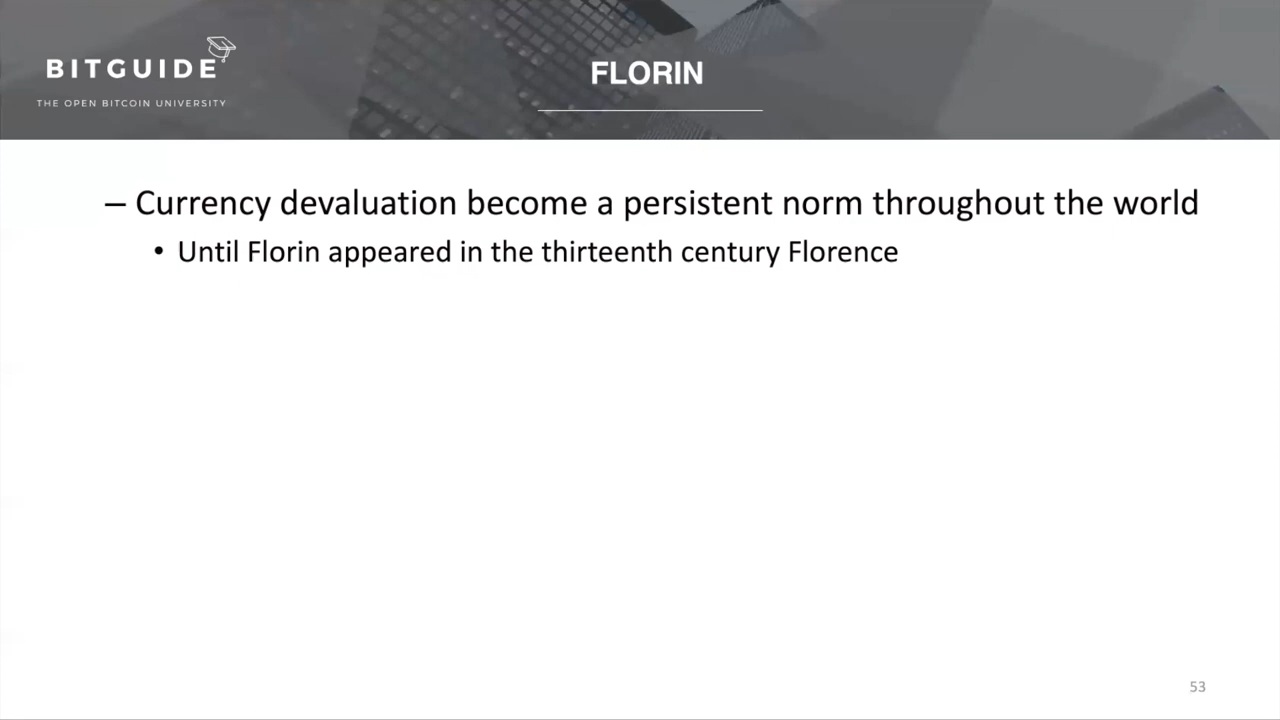 BITGUIDE
THE OPEN BITCOIN UNIVERSITY
FLORIN
– Currency devaluation become a persistent norm throughout the world
• Until Florin appeared in the thirteenth century Florence
53